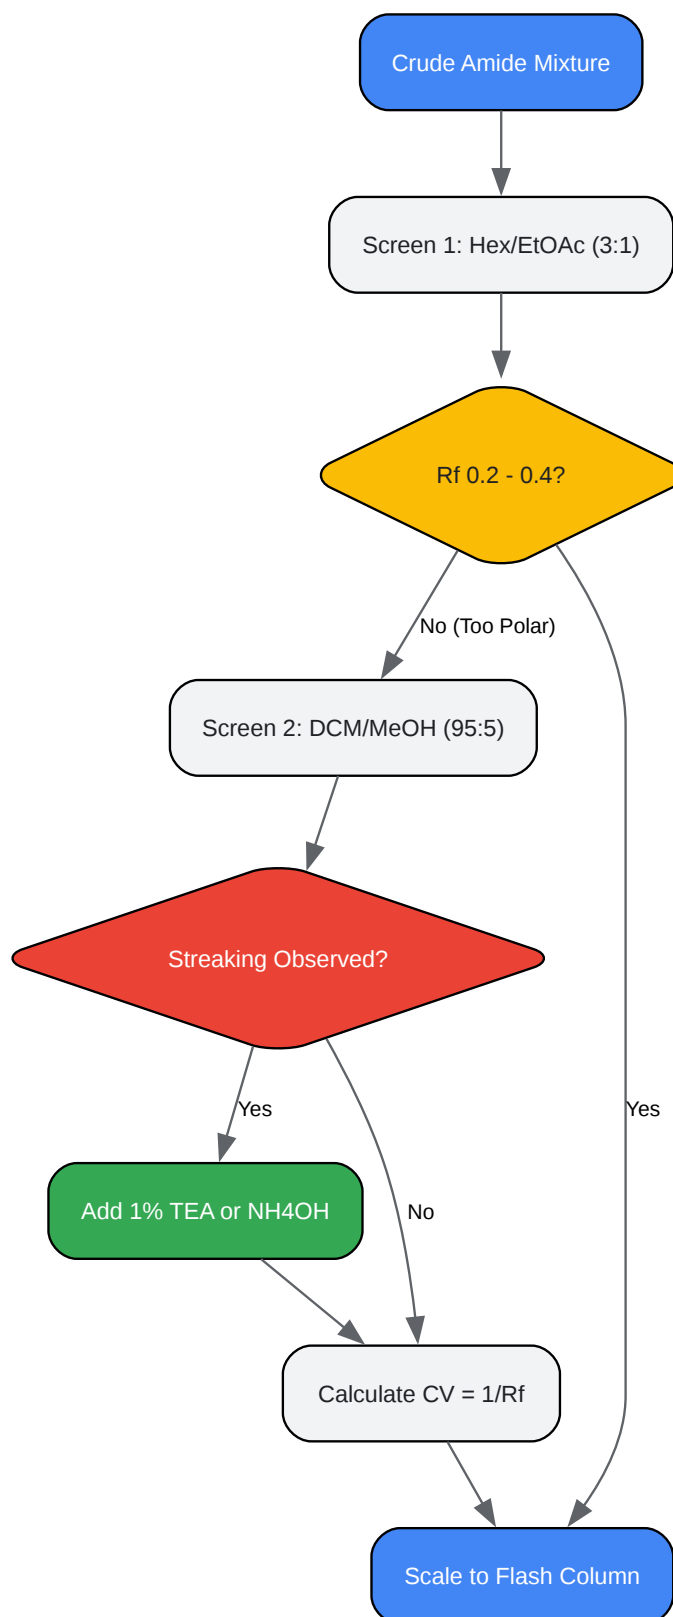 Crude Amide Mixture
Screen 1: Hex/EtOAc (3:1)
Rf 0.2 - 0.4?
No (Too Polar)
Screen 2: DCM/MeOH (95:5)
Streaking Observed?
Yes
Yes
Add 1% TEA or NH4OH
No
Calculate CV = 1/Rf
Scale to Flash Column